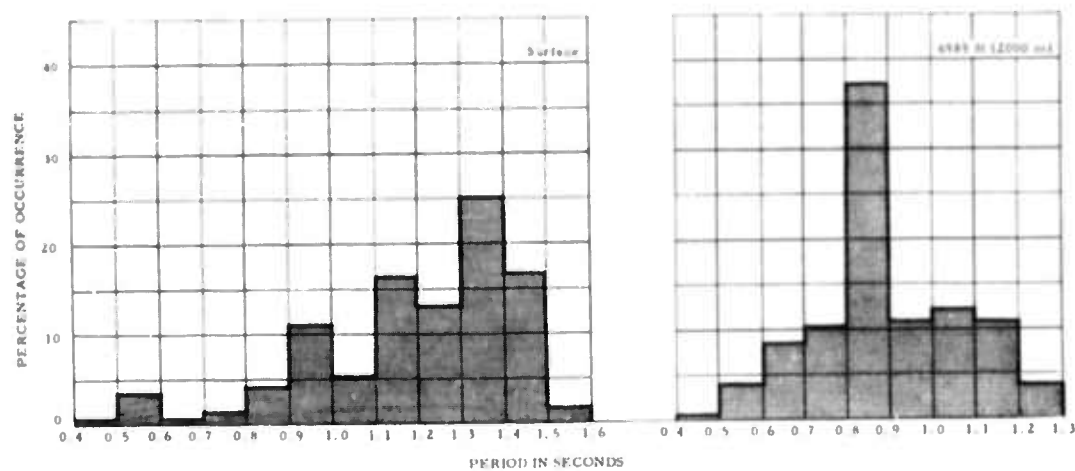 Surface
40
30
20
10
0
PERCENTAGE OF OCCURRENCE
0.4 0.5 0.6 0.7 0.8 0.9 1.0 1.1 1.2 1.3 1.4 1.5 1.6
(2000 m)
0.4 0.5 0.6 0.7 0.8 0.9 1.0 1.1 1.2 1.3
PERIOD IN SECONDS